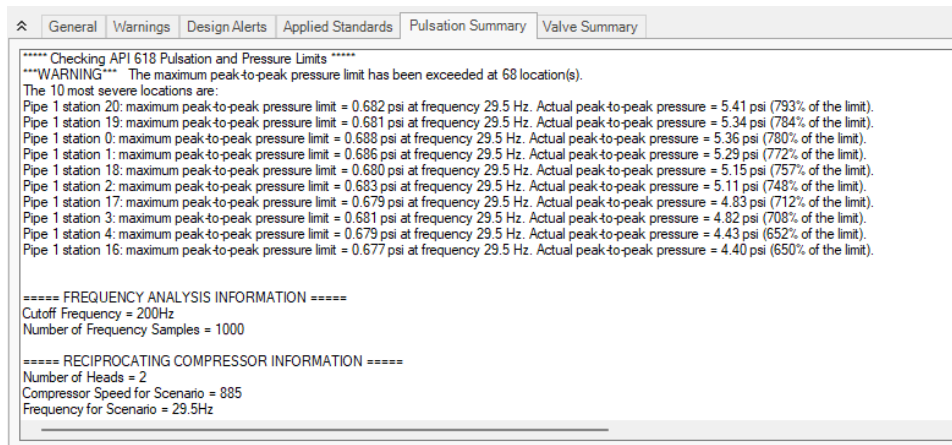 General Warnings Design Alerts Applied Standards Pulsation Summary Valve Summary
***** Checking API 618 Pulsation and Pressure Limits *****
***WARNING*** The maximum peak-to-peak pressure limit has been exceeded at 68 location(s).
The 10 most severe locations are:
Pipe 1 station 20: maximum peak-to-peak pressure limit = 0.682 psi at frequency 29.5 Hz. Actual peak-to-peak pressure = 5.41 psi (793% of the limit).
Pipe 1 station 19: maximum peak-to-peak pressure limit = 0.681 psi at frequency 29.5 Hz. Actual peak-to-peak pressure = 5.34 psi (784% of the limit).
Pipe 1 station 0: maximum peak-to-peak pressure limit = 0.688 psi at frequency 29.5 Hz. Actual peak-to-peak pressure = 5.36 psi (780% of the limit).
Pipe 1 station 1: maximum peak-to-peak pressure limit = 0.686 psi at frequency 29.5 Hz. Actual peak-to-peak pressure = 5.29 psi (772% of the limit).
Pipe 1 station 18: maximum peak-to-peak pressure limit = 0.680 psi at frequency 29.5 Hz. Actual peak-to-peak pressure = 5.15 psi (757% of the limit).
Pipe 1 station 2: maximum peak-to-peak pressure limit = 0.683 psi at frequency 29.5 Hz. Actual peak-to-peak pressure = 5.11 psi (748% of the limit).
Pipe 1 station 17: maximum peak-to-peak pressure limit = 0.679 psi at frequency 29.5 Hz. Actual peak-to-peak pressure = 4.83 psi (712% of the limit).
Pipe 1 station 3: maximum peak-to-peak pressure limit = 0.681 psi at frequency 29.5 Hz. Actual peak-to-peak pressure = 4.82 psi (708% of the limit).
Pipe 1 station 4: maximum peak-to-peak pressure limit = 0.679 psi at frequency 29.5 Hz. Actual peak-to-peak pressure = 4.43 psi (652% of the limit).
Pipe 1 station 16: maximum peak-to-peak pressure limit = 0.677 psi at frequency 29.5 Hz. Actual peak-to-peak pressure = 4.40 psi (650% of the limit).
===== FREQUENCY ANALYSIS INFORMATION =====
Cutoff Frequency = 200Hz
Number of Frequency Samples = 1000
===== RECIPROCATING COMPRESSOR INFORMATION =====
Number of Heads = 2
Compressor Speed for Scenario = 885
Frequency for Scenario = 29.5Hz